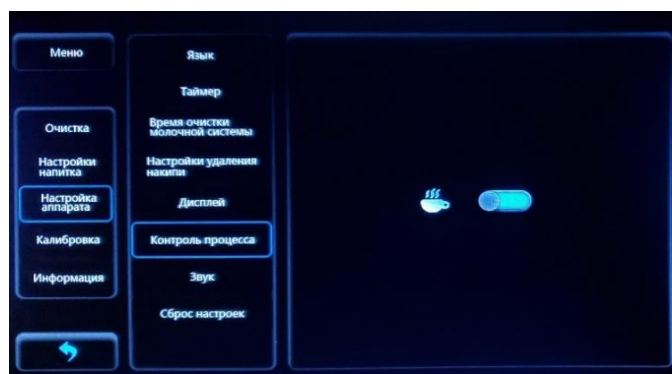 Меню
Очистка
Настройки
напитка
Настройка
аппарата
Калибровка
Информация
Язык
Таймер
Время очистки
молочной системы
Настройки удаления
накипи
Дисплей
Контроль процесса
Звук
Сброс настроек